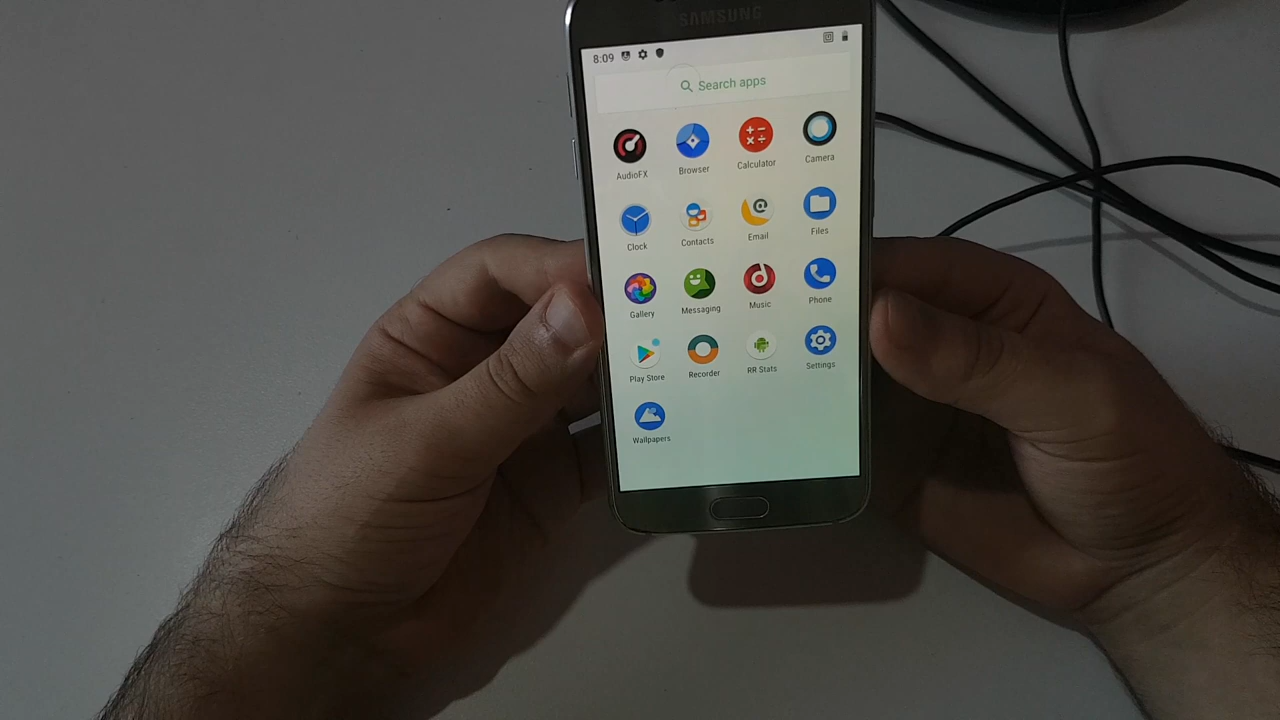 SAMSUNG
8:09
Search apps
AudioFX Browser Calculator Camera
Clock Contacts Email Files
Gallery Messaging Music Phone
Play Store Recorder RR Stats Settings
Wallpapers